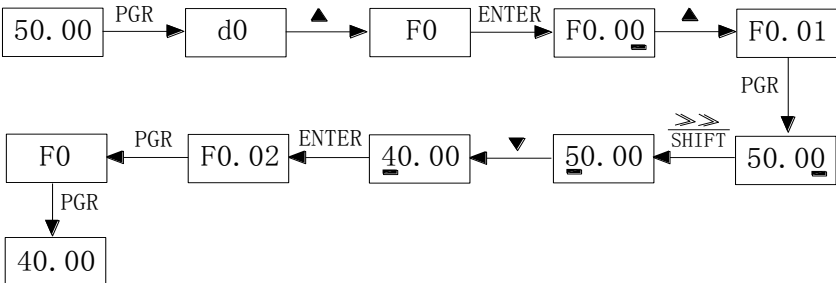 50.00 PGR d0 ▲ F0 ENTER F0.00 ▲ F0.01
PGR
F0 PGR F0.02 ENTER 40.00 ▼ 50.00 >> SHIFT 50.00
PGR
40.00